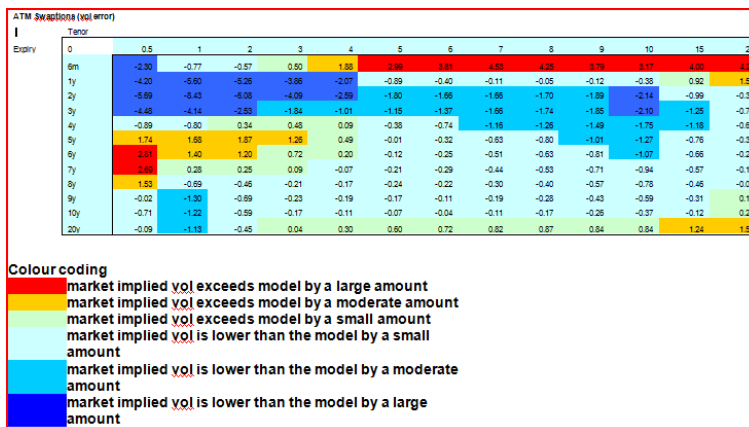 ATM Swaptions (vol error)
I Tenor
Expiry 0 0.5 1 2 3 4 5 6 7 8 9 10 15
6m -2.30 -0.77 -0.57 0.50 1.88 2.99 3.81 4.53 4.25 3.79 3.17 4.00
1y -4.20 -5.60 -5.26 -3.86 -2.07 -0.89 -0.40 -0.11 -0.05 -0.12 -0.38 0.92
2y -5.69 -8.43 -6.08 -4.09 -2.59 -1.80 -1.66 -1.66 -1.70 -1.89 -2.14 -0.99
3y -4.48 -4.14 -2.53 -1.84 -1.01 -1.15 -1.37 -1.66 -1.74 -1.85 -2.10 -1.25
4y -0.89 -0.80 0.34 0.48 0.09 -0.38 -0.74 -1.16 -1.26 -1.49 -1.75 -1.18
5y 1.74 1.68 1.87 1.26 0.49 -0.01 -0.32 -0.63 -0.80 -1.01 -1.27 -0.76
6y 2.61 1.40 1.20 0.72 0.20 -0.12 -0.25 -0.51 -0.63 -0.81 -1.07 -0.66
7y 2.69 0.28 0.25 0.09 -0.07 -0.21 -0.29 -0.44 -0.53 -0.71 -0.94 -0.57
8y 1.53 -0.69 -0.46 -0.21 -0.17 -0.24 -0.22 -0.30 -0.40 -0.57 -0.78 -0.46
9y -0.02 -1.30 -0.69 -0.23 -0.19 -0.17 -0.11 -0.19 -0.28 -0.43 -0.59 -0.31
10y -0.71 -1.22 -0.59 -0.17 -0.11 -0.07 -0.04 -0.11 -0.17 -0.26 -0.37 -0.12
20y -0.09 -1.13 -0.45 0.04 0.30 0.60 0.72 0.82 0.87 0.84 0.84 1.24
Colour coding
market implied vol exceeds model by a large amount
market implied vol exceeds model by a moderate amount
market implied vol exceeds model by a small amount
market implied vol is lower than the model by a small
amount
market implied vol is lower than the model by a moderate
amount
market implied vol is lower than the model by a large
amount